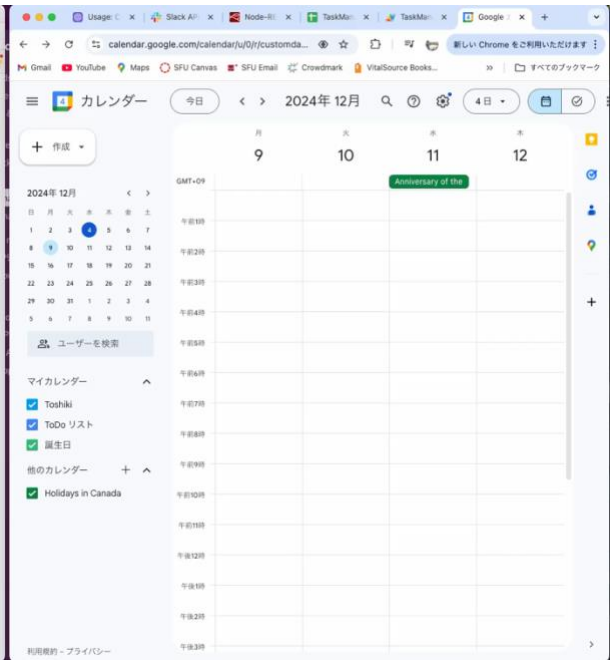 Usage: C
Slack AP
Node-RE
TaskMan
TaskMan
Google
calendar.google.com/calendar/u/0/r/customda...
新しい Chrome をご利用いただけます
Gmail
YouTube
Maps
SFU Canvas
SFU Email
Crowdmark
VitalSource Books...
»
すべてのブックマーク
カレンダー
今日
2024年 12月
4日
作成
月 火 水 木
9 10 11 12
GMT+09
Anniversary of the
2024年 12月
日 月 火 水 木 金 土
1 2 3 4 5 6 7
8 9 10 11 12 13 14
15 16 17 18 19 20 21
22 23 24 25 26 27 28
29 30 31 1 2 3 4
5 6 7 8 9 10 11
ユーザーを検索
マイカレンダー
Toshiki
ToDo リスト
誕生日
他のカレンダー
Holidays in Canada
午前1時
午前2時
午前3時
午前4時
午前5時
午前6時
午前7時
午前8時
午前9時
午前10時
午前11時
午後12時
午後1時
午後2時
午後3時
利用規約 – プライバシー